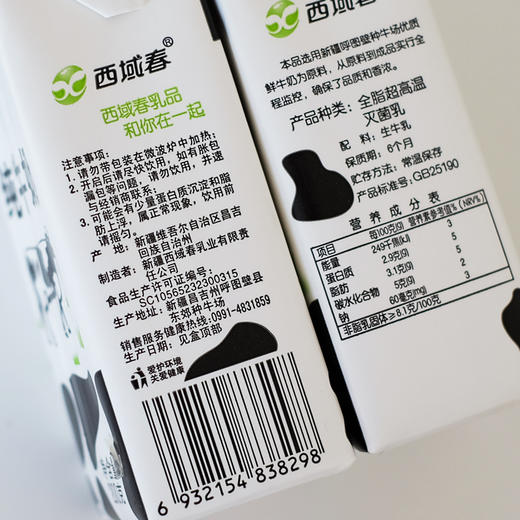 西域春®
西域春乳品
和你在一起
注意事项:
1.请勿带包装在微波炉中加热;
2.开启后请尽快饮用,如有胀包
漏包等问题,请勿饮用,并速
与经销商联系;
3.可能会有少量蛋白质沉淀和脂
肪上浮,属正常现象,饮用前
请摇匀。
产地:新疆维吾尔自治区昌吉
回族自治州
制造者:新疆西域春乳业有限责
任公司
食品生产许可证编号:
SC10565232300315
生产地址:新疆昌吉州呼图壁县
东郊种牛场
销售服务健康热线:0991-4831859
生产日期:见盒顶部
爱护环境
关爱健康
6 932154 838298
西域春®
本品选用新疆呼图壁种牛场优质
鲜牛奶为原料,从原料到成品实行全
程监控,确保了品质和香浓。
产品种类:全脂超高温
灭菌乳
配料:生牛乳
保质期:6个月
贮存方法:常温保存
产品标准号:GB25190
营养成分表
项目 每100克(g) 营养素参考值%(NRV%)
能量 249千焦(kJ) 3
蛋白质 2.9克(g) 5
脂肪 3.1克(g) 5
碳水化合物 5克(g) 2
钠 60毫克(mg) 3
非脂乳固体≥8.1克/100克